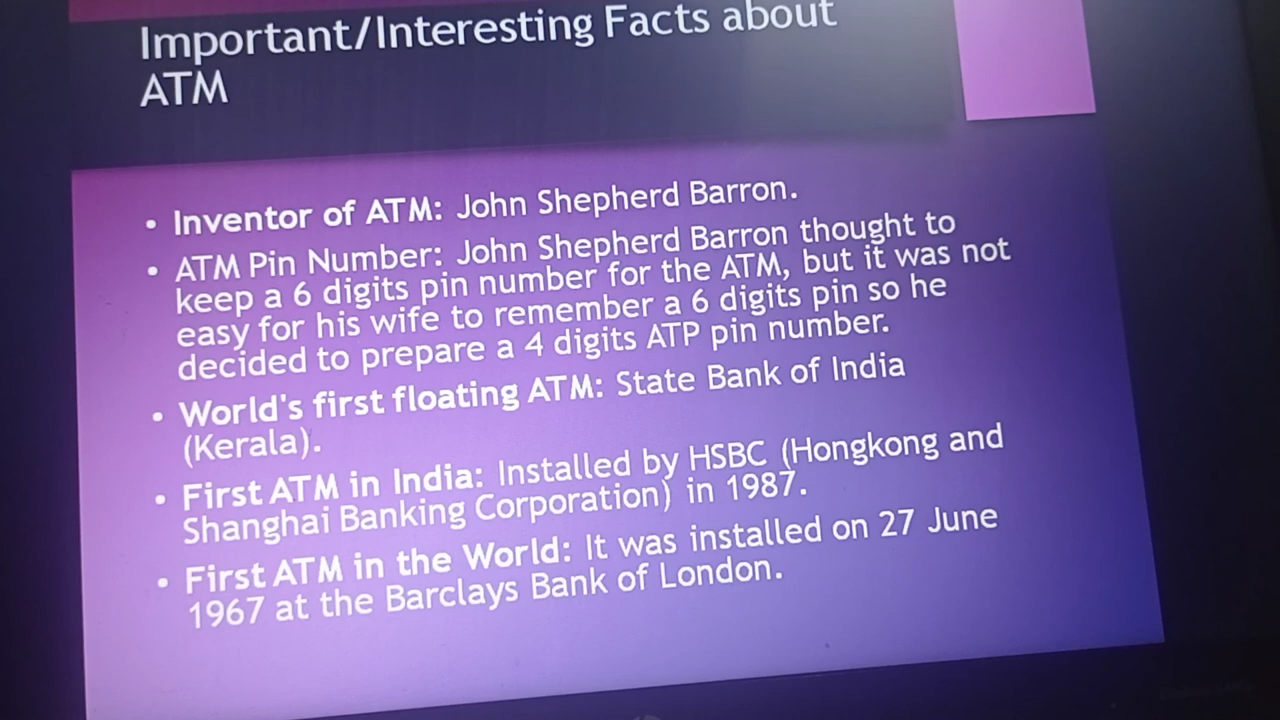 Important/Interesting Facts about
ATM
• Inventor of ATM: John Shepherd Barron.
• ATM Pin Number: John Shepherd Barron thought to
keep a 6 digits pin number for the ATM, but it was not
easy for his wife to remember a 6 digits pin so he
decided to prepare a 4 digits ATP pin number.
• World's first floating ATM: State Bank of India
(Kerala).
• First ATM in India: Installed by HSBC (Hongkong and
Shanghai Banking Corporation) in 1987.
• First ATM in the World: It was installed on 27 June
1967 at the Barclays Bank of London.